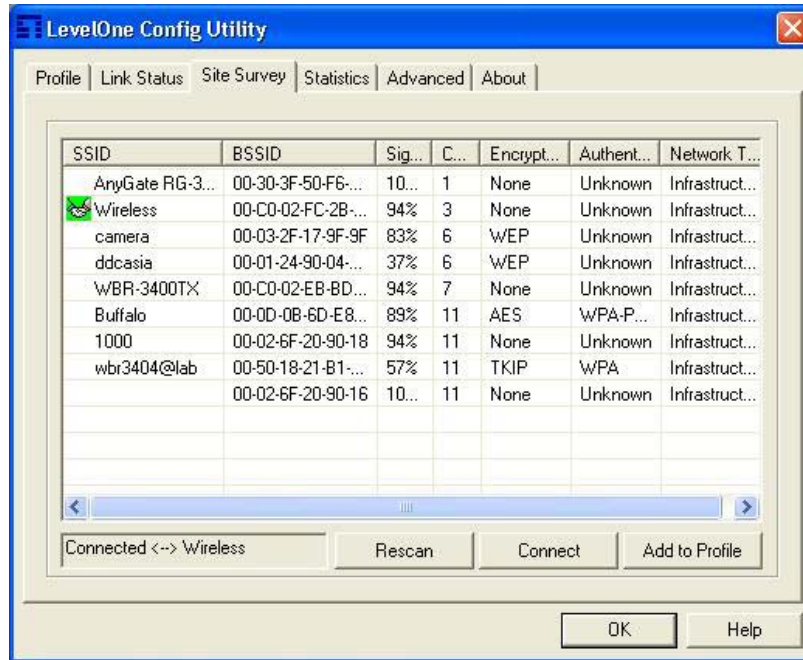 LevelOne Config Utility
Profile Link Status Site Survey Statistics Advanced About
SSID BSSID Sig... C... Encrypt... Authent... Network T...
AnyGate RG-3... 00-30-3F-50-F6-... 10... 1 None Unknown Infrastruct...
Wireless 00-C0-02-FC-2B-... 94% 3 None Unknown Infrastruct...
camera 00-03-2F-17-9F-9F 83% 6 WEP Unknown Infrastruct...
ddcasia 00-01-24-90-04-... 37% 6 WEP Unknown Infrastruct...
WBR-3400TX 00-C0-02-EB-BD... 94% 7 None Unknown Infrastruct...
Buffalo 00-0D-0B-6D-E8... 89% 11 AES WPA-P... Infrastruct...
1000 00-02-6F-20-90-18 94% 11 None Unknown Infrastruct...
wbr3404@lab 00-50-18-21-B1-... 57% 11 TKIP WPA Infrastruct...
00-02-6F-20-90-16 10... 11 None Unknown Infrastruct...
Connected <--> Wireless Rescan Connect Add to Profile
OK Help